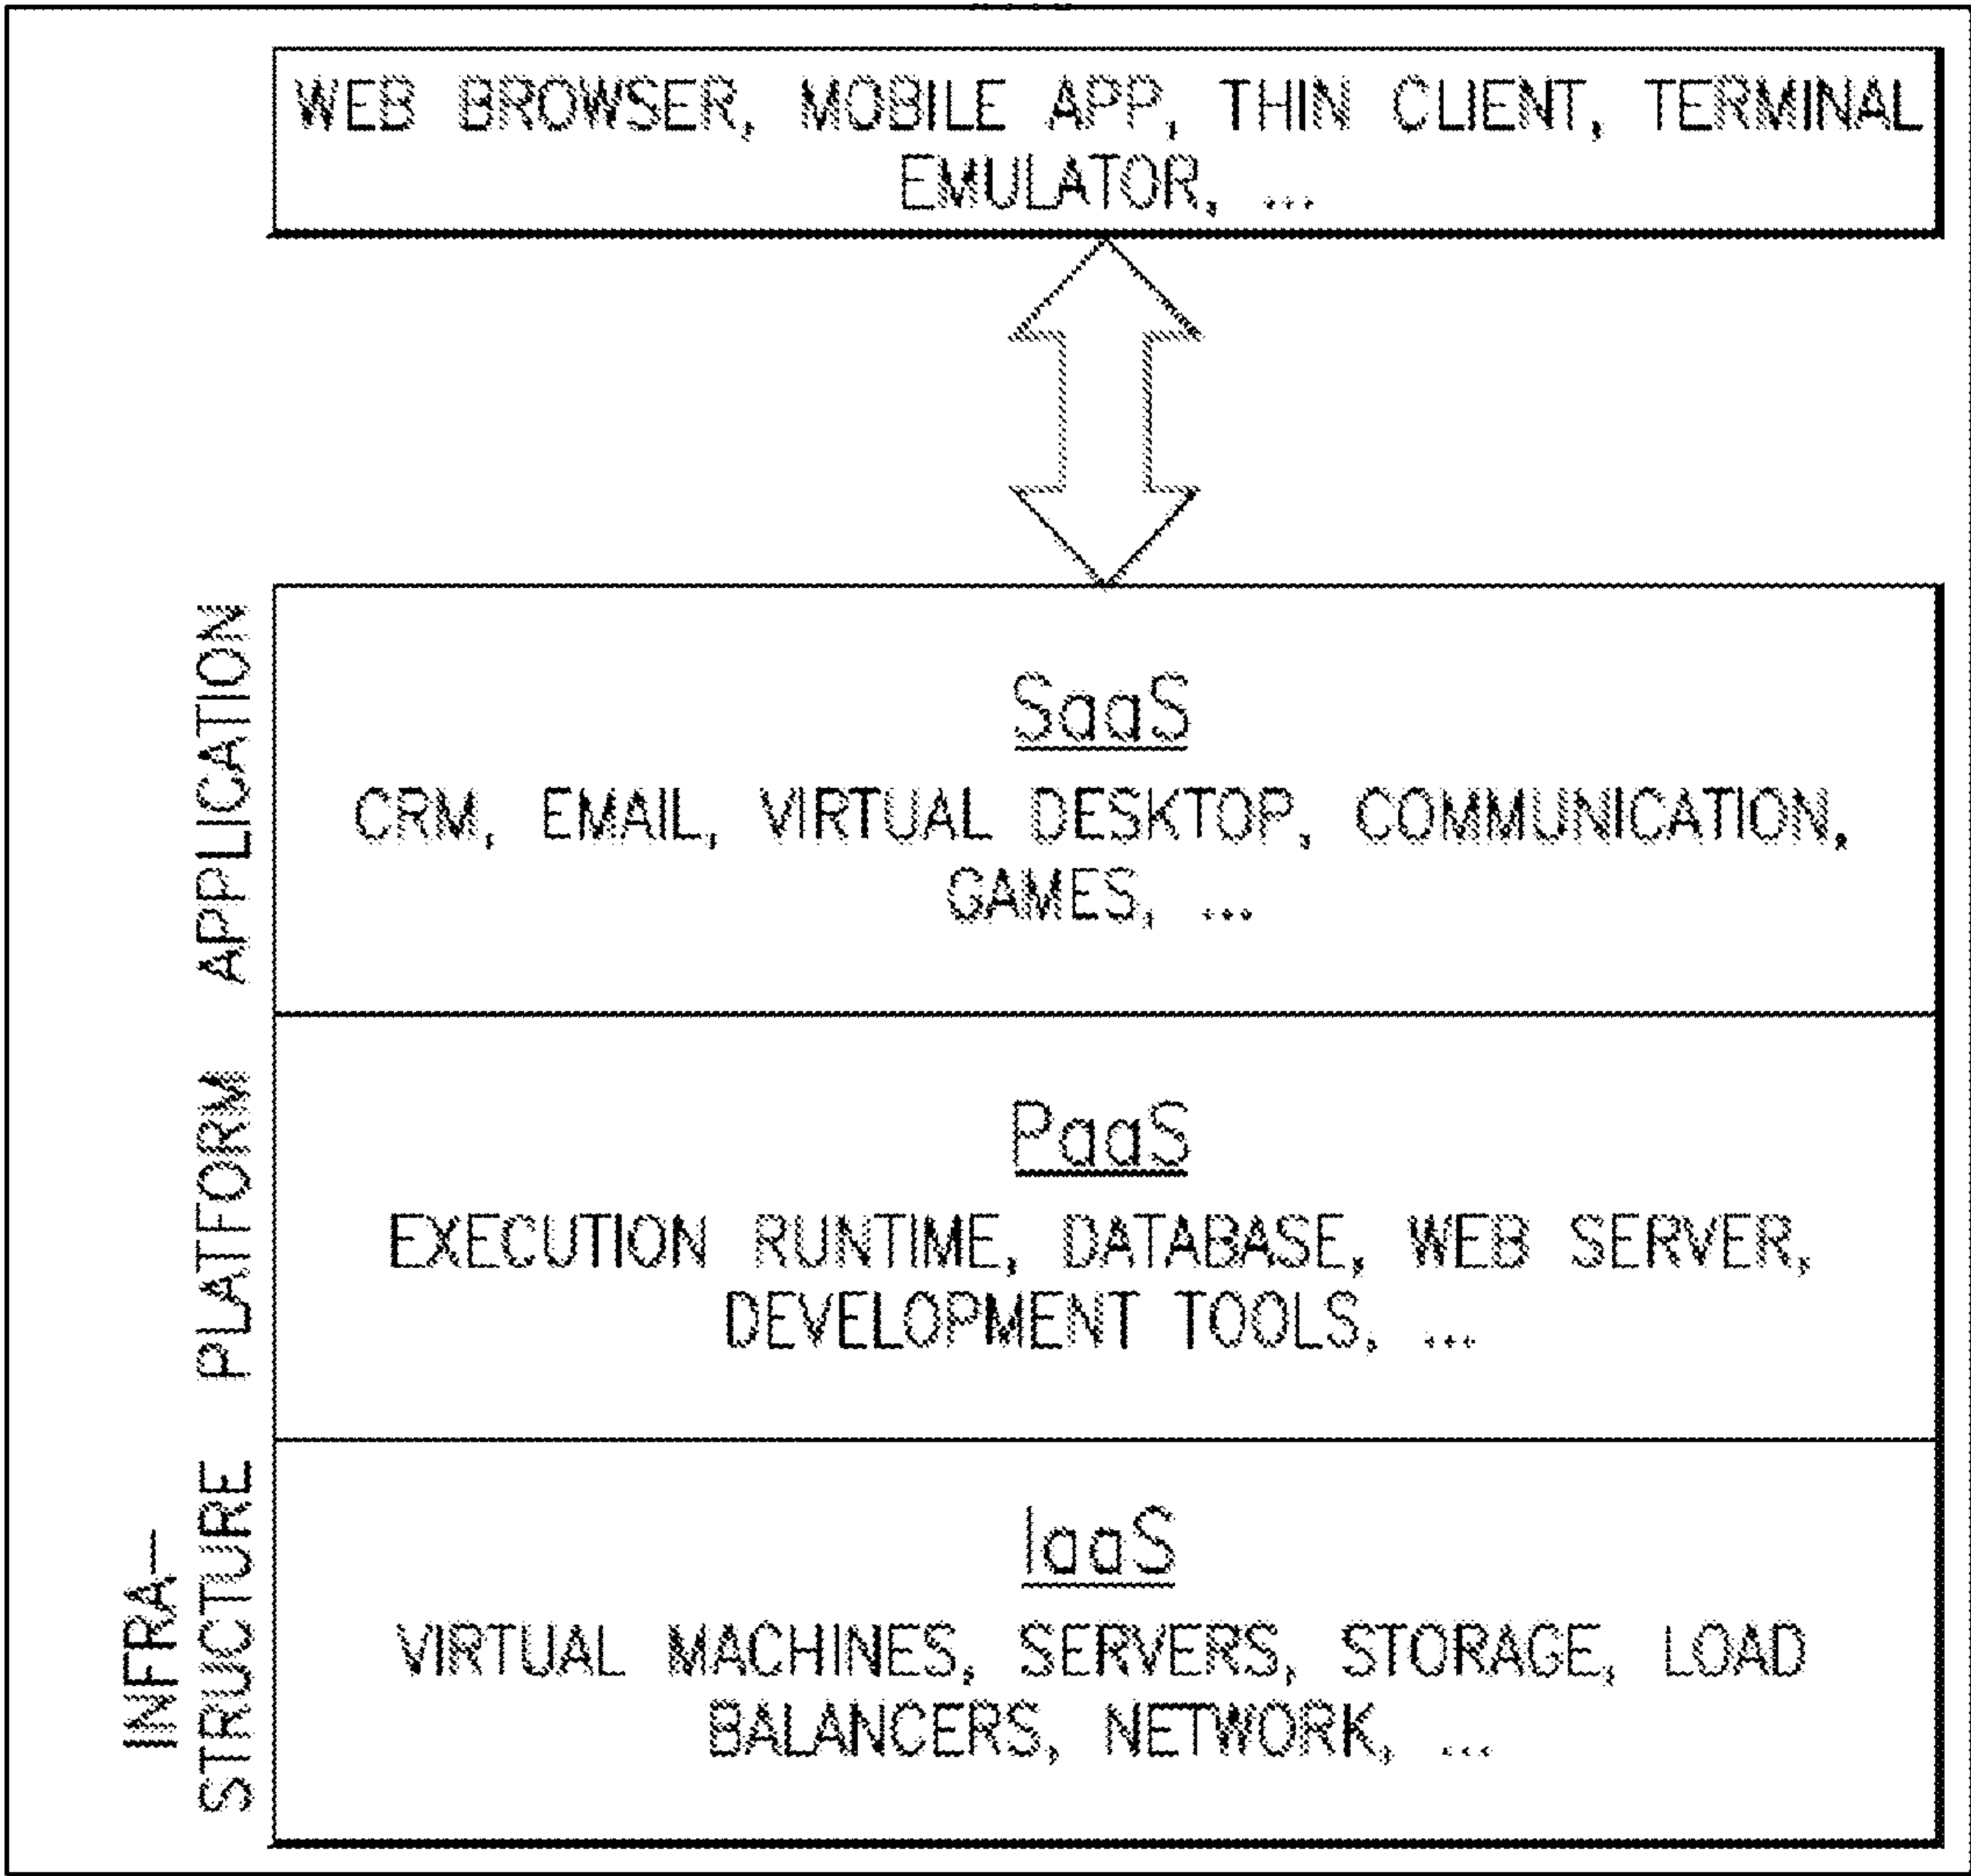 WEB BROWSER, MOBILE APP, THIN CLIENT, TERMINAL
EMULATOR, ...
APPLICATION
SaaS
CRM, EMAIL, VIRTUAL DESKTOP, COMMUNICATION,
GAMES, ...
PLATFORM
PaaS
EXECUTION RUNTIME, DATABASE, WEB SERVER,
DEVELOPMENT TOOLS, ...
INFRA-
STRUCTURE
IaaS
VIRTUAL MACHINES, SERVERS, STORAGE, LOAD
BALANCERS, NETWORK, ...